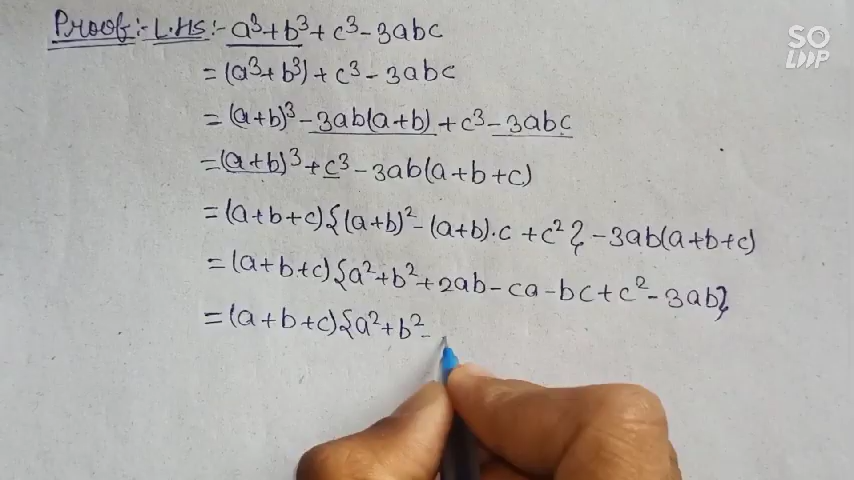 Proof:- L.HS:- a³+b³+c³-3abc
=(a³+b³)+c³-3abc
=(a+b)³-3ab(a+b)+c³-3abc
=(a+b)³+c³-3ab(a+b+c)
=(a+b+c){(a+b)²-(a+b)·c+c²}-3ab(a+b+c)
=(a+b+c){a²+b²+2ab-ca-bc+c²-3ab}
=(a+b+c){a²+b²-
SO
LOOP